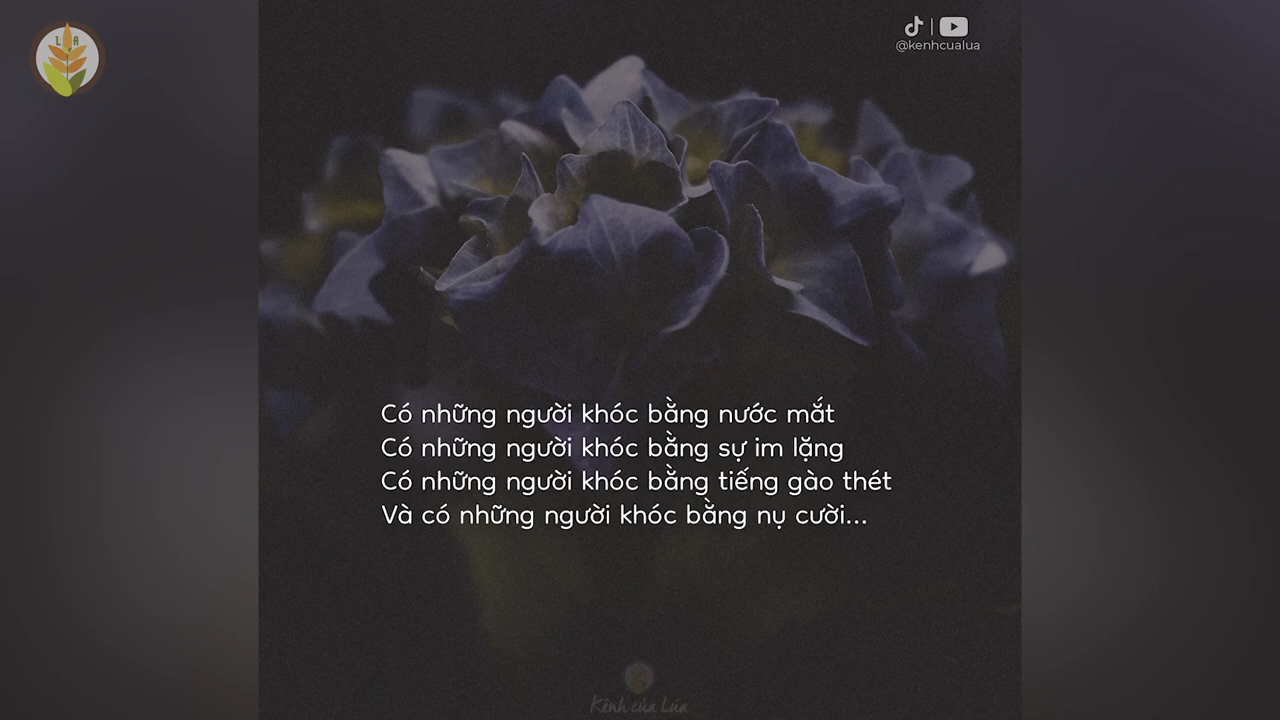 LUA
@kenhcualua
Có những người khóc bằng nước mắt
Có những người khóc bằng sự im lặng
Có những người khóc bằng tiếng gào thét
Và có những người khóc bằng nụ cười...
Kênh của Lúa